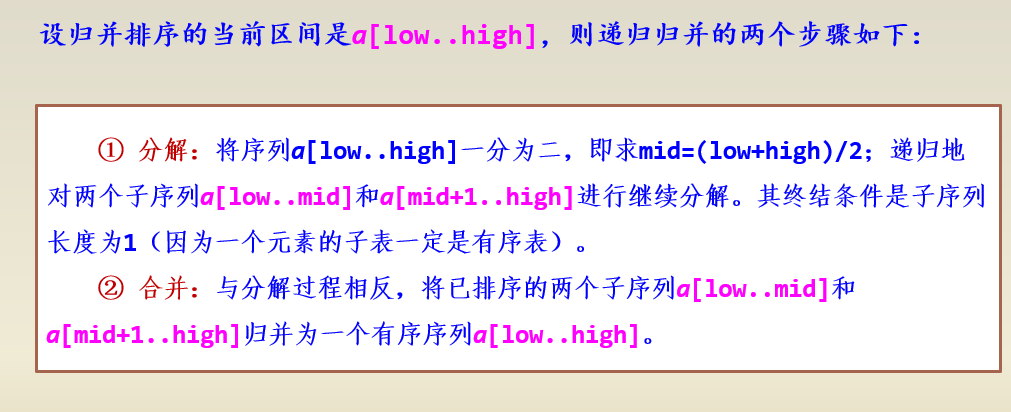 设归并排序的当前区间是a[low..high]，则递归归并的两个步骤如下：
① 分解：将序列a[low..high]一分为二，即求mid=(low+high)/2；递归地
对两个子序列a[low..mid]和a[mid+1..high]进行继续分解。其终结条件是子序列
长度为1（因为一个元素的子表一定是有序表）。
② 合并：与分解过程相反，将已排序的两个子序列a[low..mid]和
a[mid+1..high]归并为一个有序序列a[low..high]。